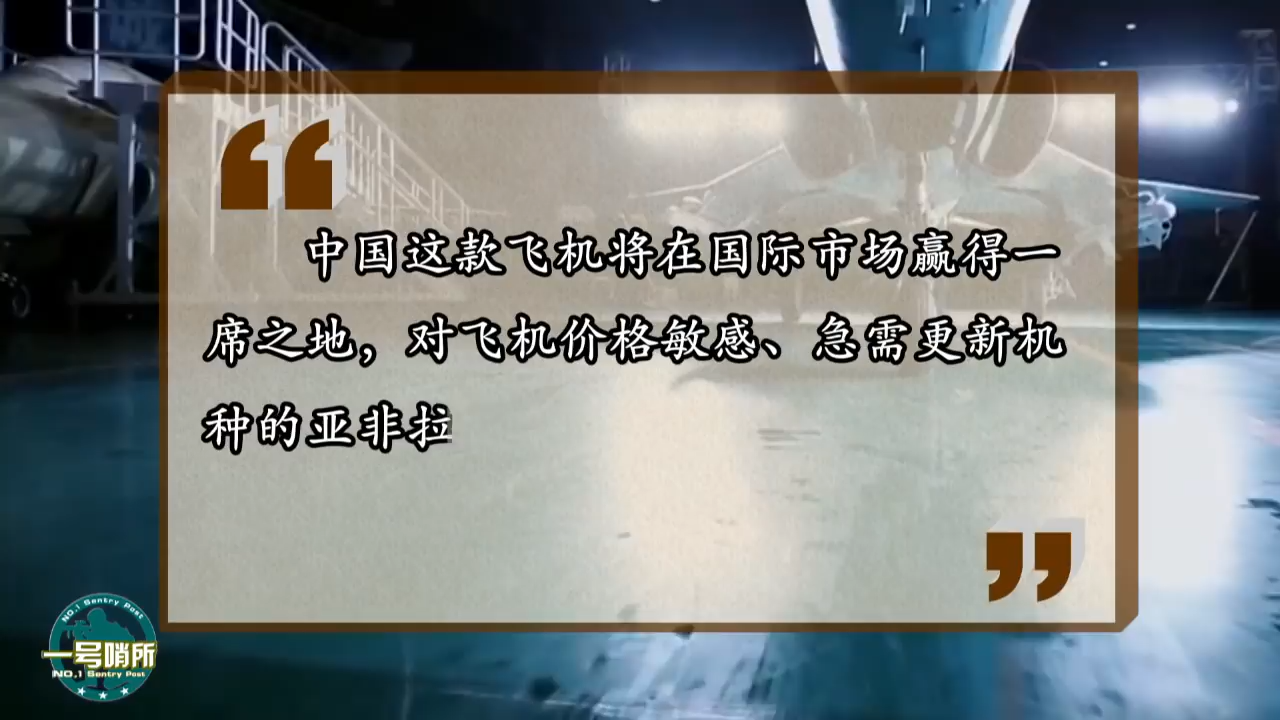 中国这款飞机将在国际市场赢得一
席之地，对飞机价格敏感、急需更新机
种的亚非拉
NO.1 Sentry Post
一号哨所
NO.1 Sentry Post